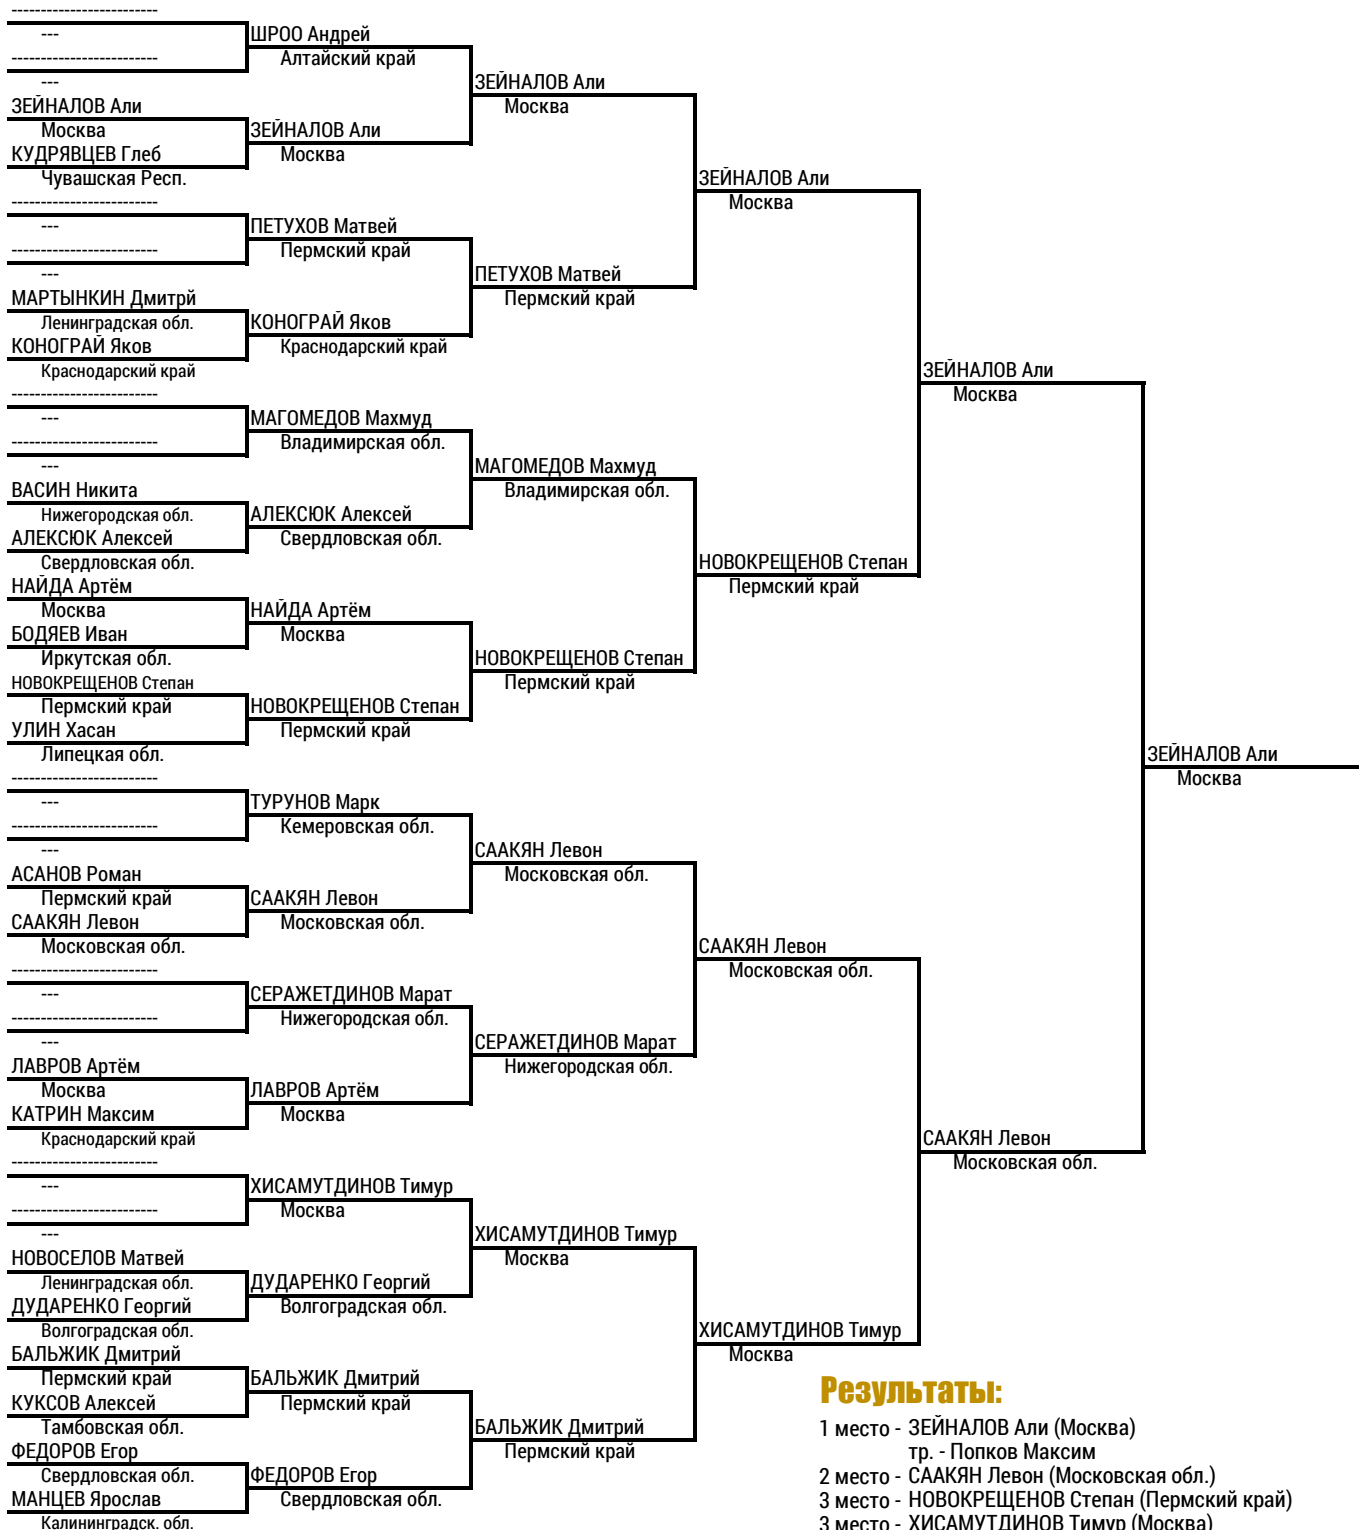 -------------------------
---
-------------------------
---
ЗЕЙНАЛОВ Али
Москва
КУДРЯВЦЕВ Глеб
Чувашская Респ.
-------------------------
---
-------------------------
---
МАРТЫНКИН Дмитрй
Ленинградская обл.
КОНОГРАЙ Яков
Краснодарский край
-------------------------
---
-------------------------
---
ВАСИН Никита
Нижегородская обл.
АЛЕКСЮК Алексей
Свердловская обл.
НАЙДА Артём
Москва
БОДЯЕВ Иван
Иркутская обл.
НОВОКРЕЩЕНОВ Степан
Пермский край
УЛИН Хасан
Липецкая обл.
-------------------------
---
-------------------------
---
АСАНОВ Роман
Пермский край
СААКЯН Левон
Московская обл.
-------------------------
---
-------------------------
---
ЛАВРОВ Артём
Москва
КАТРИН Максим
Краснодарский край
-------------------------
---
-------------------------
---
НОВОСЕЛОВ Матвей
Ленинградская обл.
ДУДАРЕНКО Георгий
Волгоградская обл.
БАЛЬЖИК Дмитрий
Пермский край
КУКСОВ Алексей
Тамбовская обл.
ФЕДОРОВ Егор
Свердловская обл.
МАНЦЕВ Ярослав
Калининградск. обл.
ШРОО Андрей
Алтайский край
ЗЕЙНАЛОВ Али
Москва
ПЕТУХОВ Матвей
Пермский край
КОНОГРАЙ Яков
Краснодарский край
МАГОМЕДОВ Махмуд
Владимирская обл.
АЛЕКСЮК Алексей
Свердловская обл.
НАЙДА Артём
Москва
НОВОКРЕЩЕНОВ Степан
Пермский край
ТУРУНОВ Марк
Кемеровская обл.
СААКЯН Левон
Московская обл.
СЕРАЖЕТДИНОВ Марат
Нижегородская обл.
ЛАВРОВ Артём
Москва
ХИСАМУТДИНОВ Тимур
Москва
ДУДАРЕНКО Георгий
Волгоградская обл.
БАЛЬЖИК Дмитрий
Пермский край
ФЕДОРОВ Егор
Свердловская обл.
ЗЕЙНАЛОВ Али
Москва
ПЕТУХОВ Матвей
Пермский край
МАГОМЕДОВ Махмуд
Владимирская обл.
НОВОКРЕЩЕНОВ Степан
Пермский край
СААКЯН Левон
Московская обл.
СЕРАЖЕТДИНОВ Марат
Нижегородская обл.
ХИСАМУТДИНОВ Тимур
Москва
БАЛЬЖИК Дмитрий
Пермский край
ЗЕЙНАЛОВ Али
Москва
НОВОКРЕЩЕНОВ Степан
Пермский край
СААКЯН Левон
Московская обл.
ХИСАМУТДИНОВ Тимур
Москва
ЗЕЙНАЛОВ Али
Москва
СААКЯН Левон
Московская обл.
ЗЕЙНАЛОВ Али
Москва
Результаты:
1 место - ЗЕЙНАЛОВ Али (Москва)
тр. - Попков Максим
2 место - СААКЯН Левон (Московская обл.)
3 место - НОВОКРЕЩЕНОВ Степан (Пермский край)
3 место - ХИСАМУТДИНОВ Тимур (Москва)